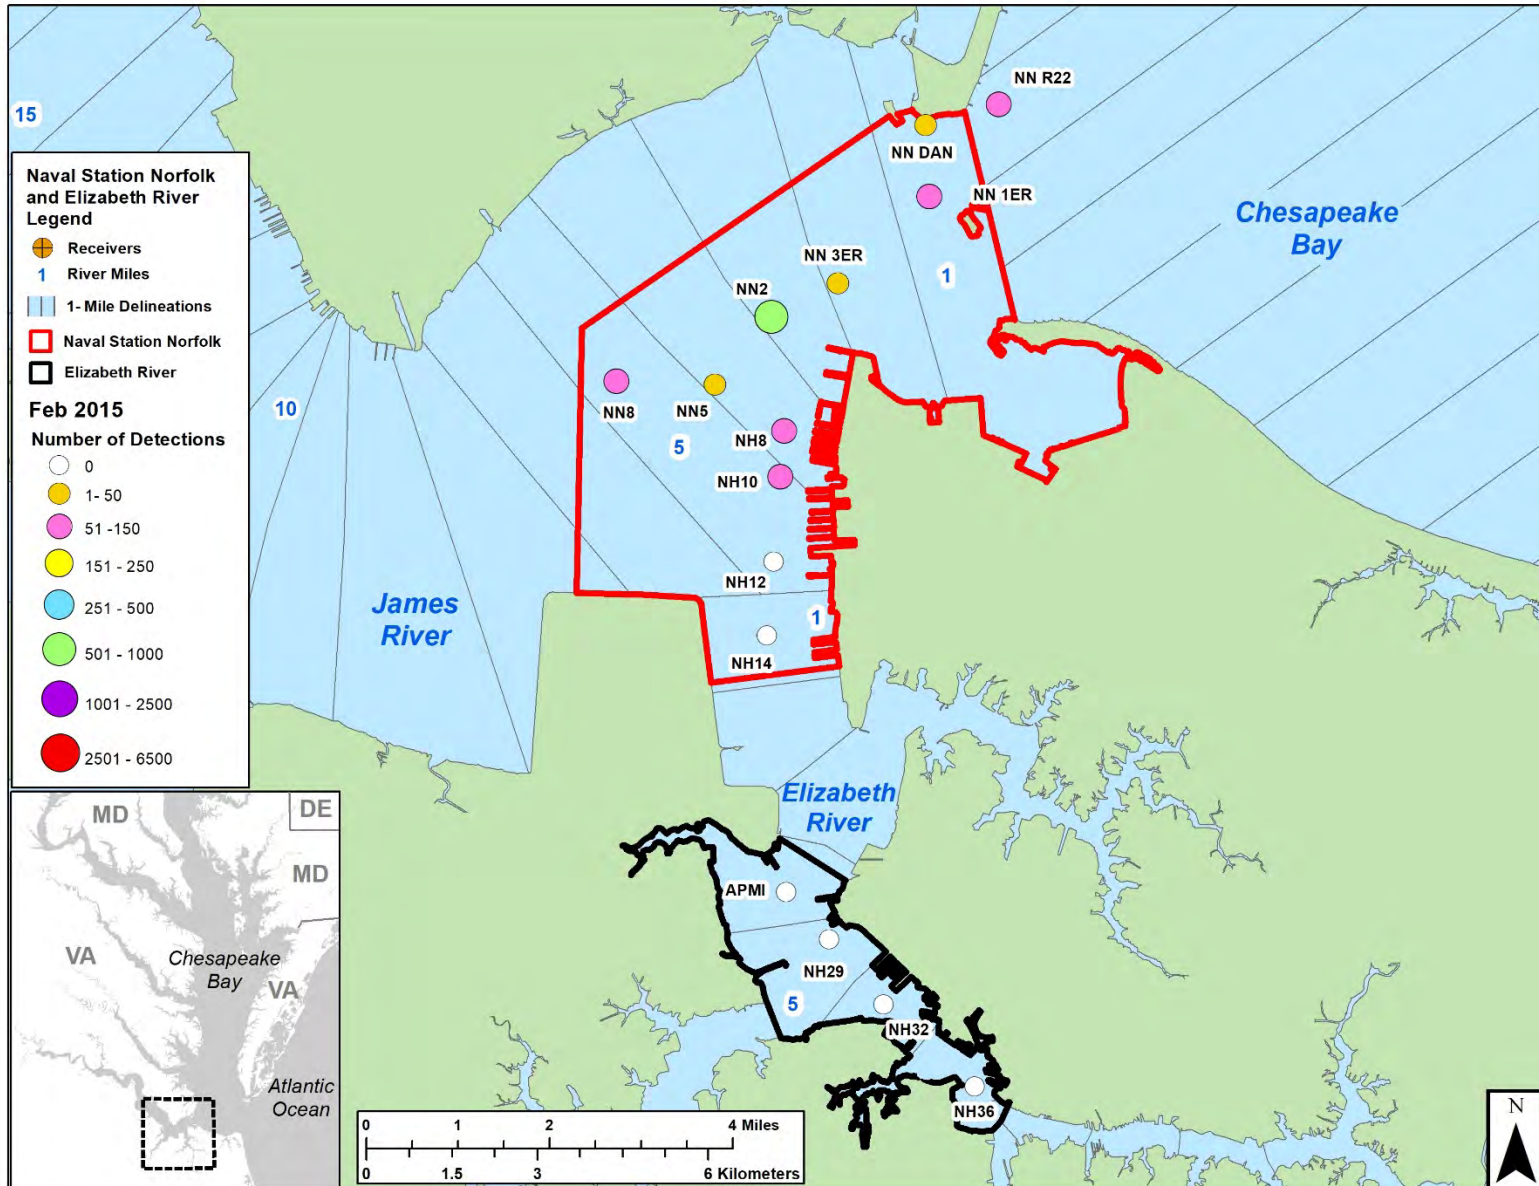 NN R22
15
NN DAN
Naval Station Norfolk
and Elizabeth River
Legend
Receivers
1 River Miles
1- Mile Delineations
Naval Station Norfolk
Elizabeth River
Feb 2015
Number of Detections
0
1- 50
51 -150
151 - 250
251 - 500
501 - 1000
1001 - 2500
2501 - 6500
NN 1ER
Chesapeake
Bay
NN 3ER
1
NN2
NN8
NN5
10
NH8
5
NH10
NH12
James
River
1
NH14
Elizabeth
River
APMI
NH29
5
NH32
NH36
MD
DE
MD
VA
Chesapeake
Bay
VA
Atlantic
Ocean
0 1 2 4 Miles
0 1.5 3 6 Kilometers
N